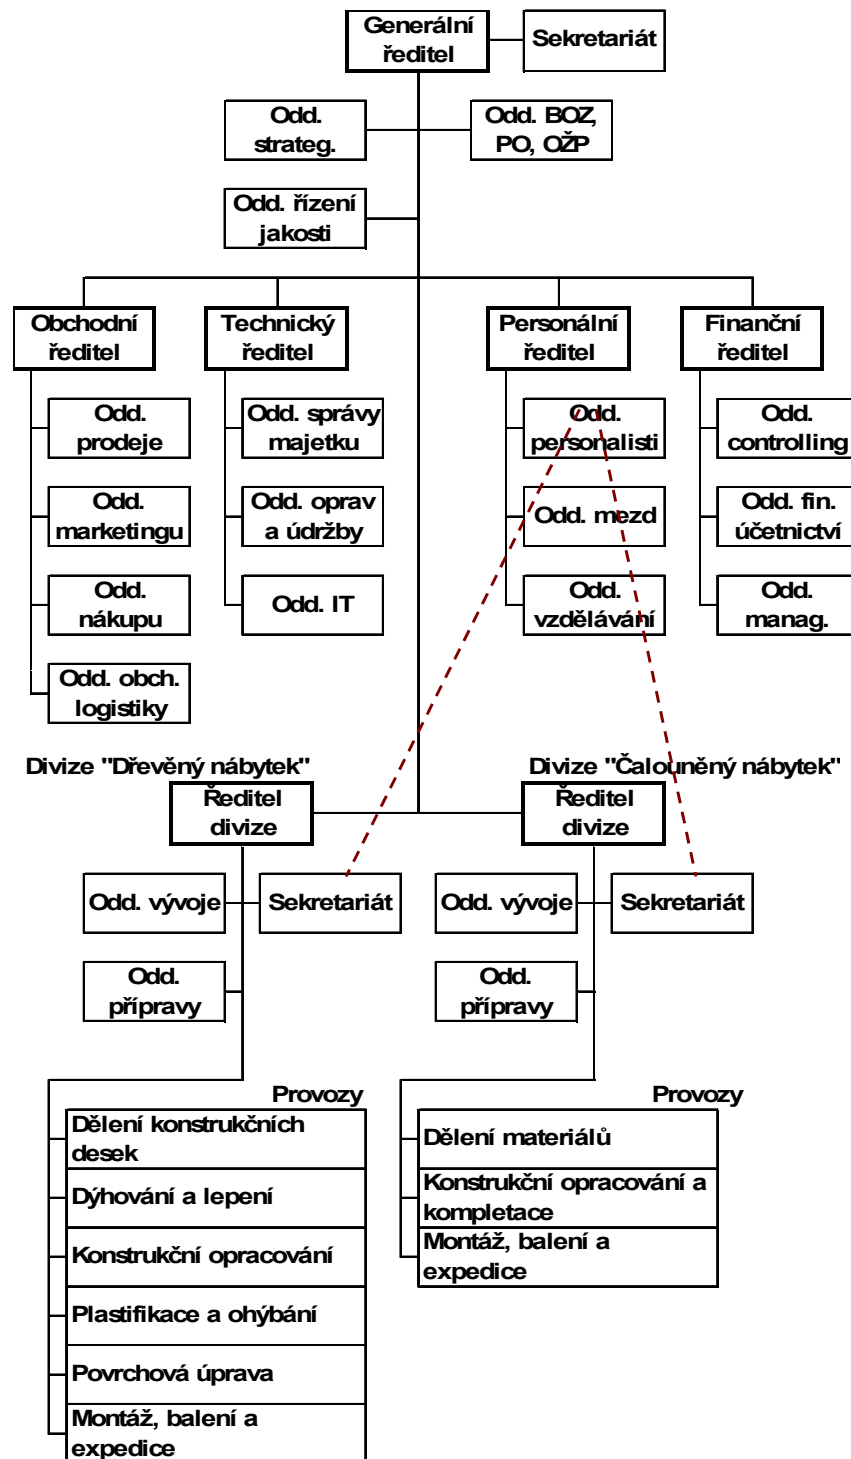 Generální
ředitel
Sekretariát
Odd.
strateg.
Odd. BOZ,
PO, OŽP
Odd. řízení
jakosti
Obchodní
ředitel
Technický
ředitel
Personální
ředitel
Finanční
ředitel
Odd.
prodeje
Odd.
marketingu
Odd.
nákupu
Odd. obch.
logistiky
Odd. správy
majetku
Odd. oprav
a údržby
Odd. IT
Odd.
personalisti
Odd. mezd
Odd.
vzdělávání
Odd.
controlling
Odd. fin.
účetnictví
Odd.
manag.
Divize "Dřevěný nábytek"
Ředitel
divize
Odd. vývoje
Sekretariát
Odd.
přípravy
Provozy
Dělení konstrukčních
desek
Dýhování a lepení
Konstrukční opracování
Plastifikace a ohýbání
Povrchová úprava
Montáž, balení a
expedice
Divize "Čalouněný nábytek"
Ředitel
divize
Odd. vývoje
Sekretariát
Odd.
přípravy
Provozy
Dělení materiálů
Konstrukční opracování a
kompletace
Montáž, balení a
expedice